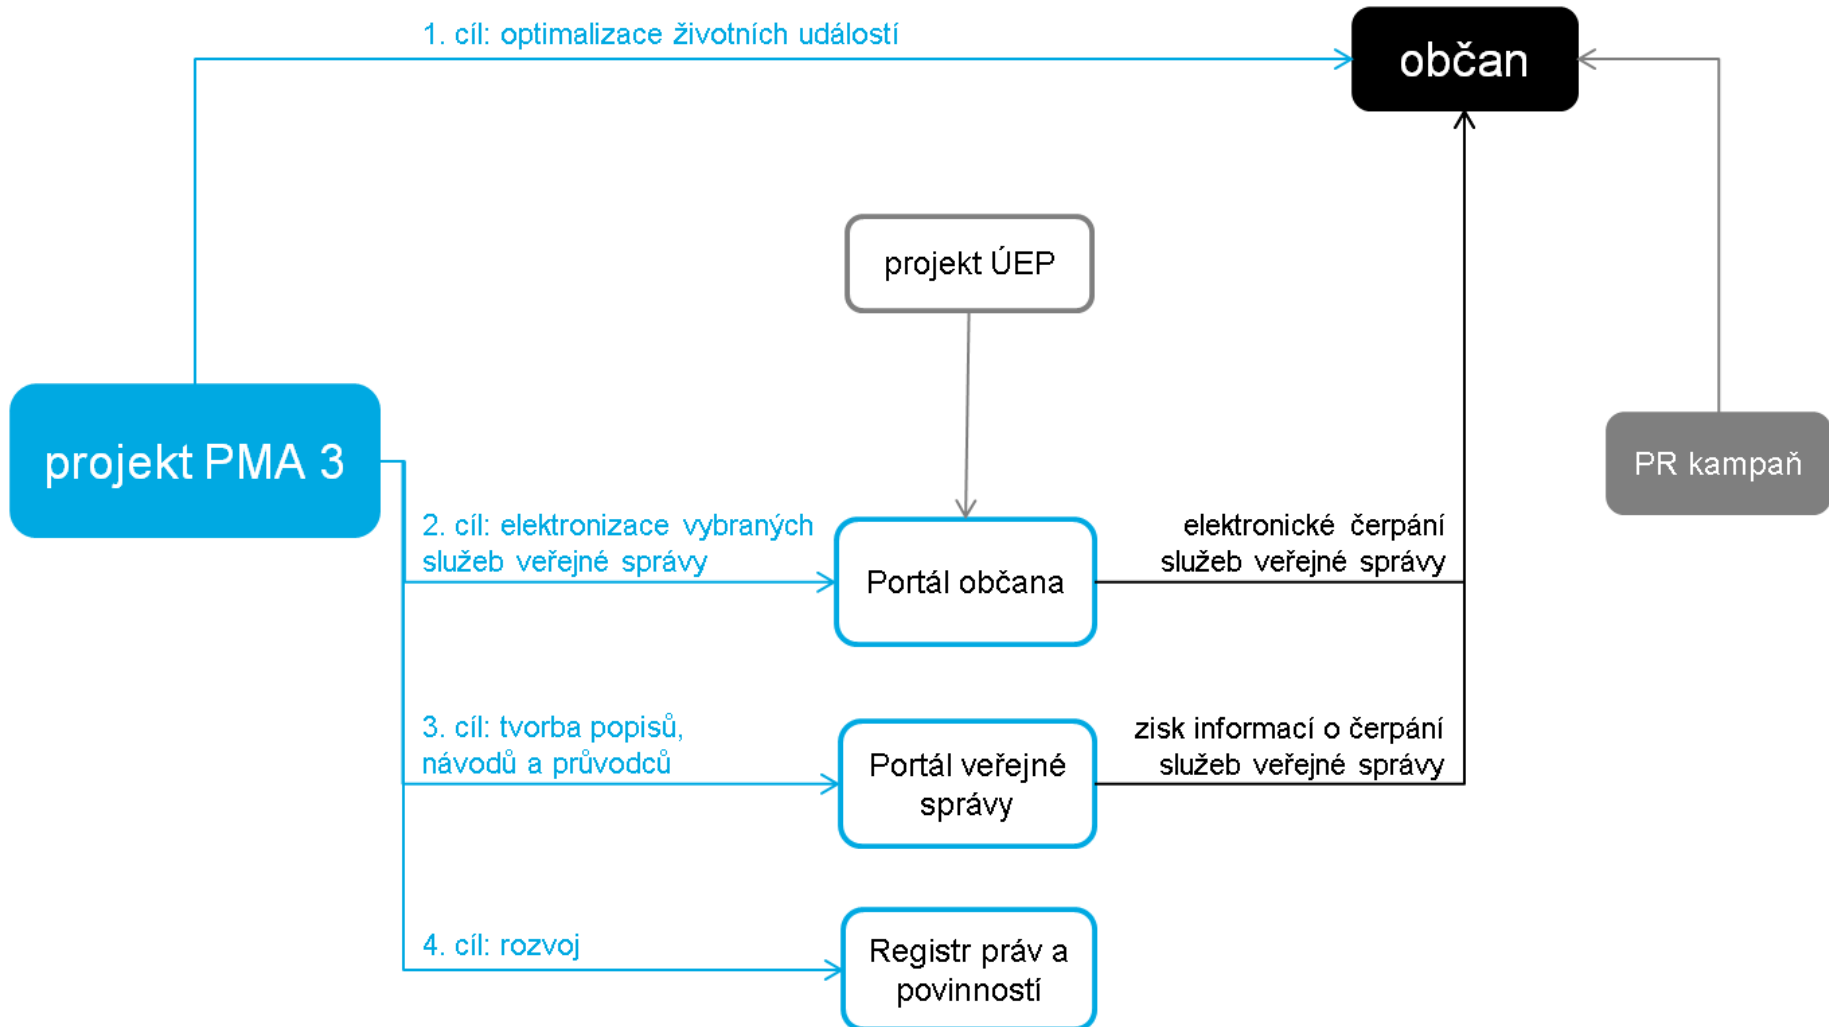 1. cíl: optimalizace životních událostí
občan
projekt ÚEP
projekt PMA 3
PR kampaň
2. cíl: elektronizace vybraných
služeb veřejné správy
Portál občana
elektronické čerpání
služeb veřejné správy
3. cíl: tvorba popisů,
návodů a průvodců
Portál veřejné
správy
zisk informací o čerpání
služeb veřejné správy
4. cíl: rozvoj
Registr práv a
povinností